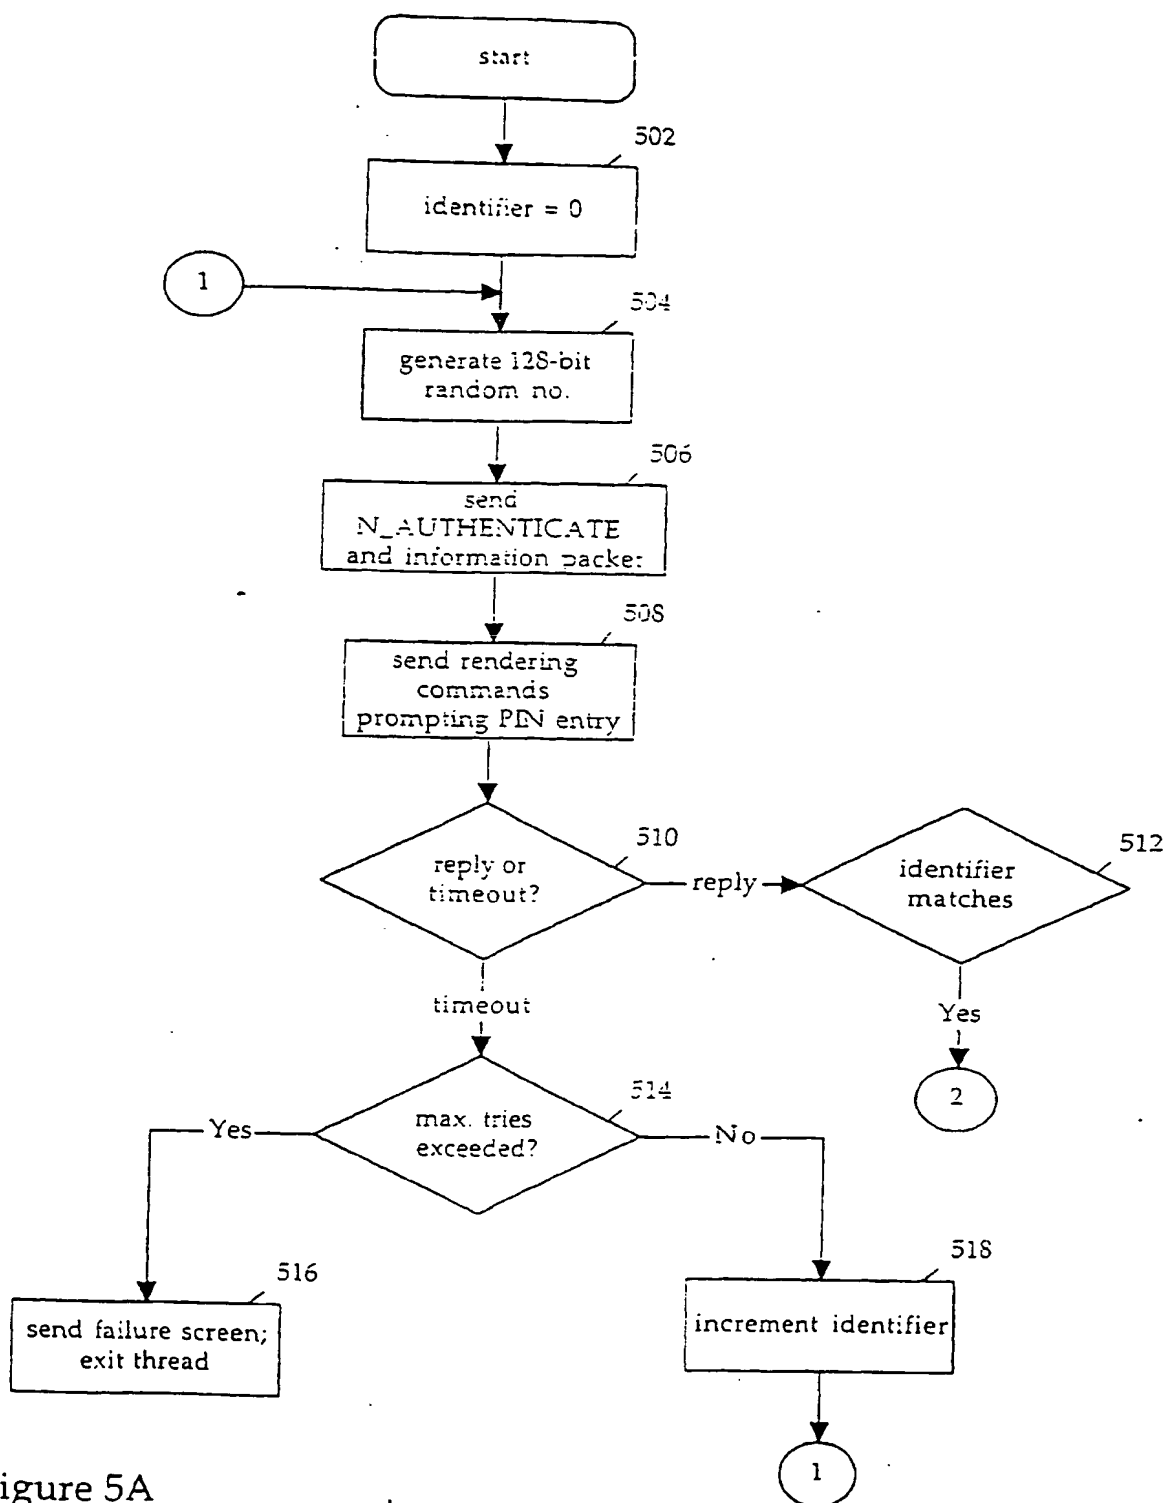 start
502
identifier = 0
1
504
generate 128-bit
random no.
506
send
N_AUTHENTICATE
and information packet
508
send rendering
commands
prompting PIN entry
510
reply or
timeout?
reply
512
identifier
matches
timeout
Yes
2
514
max. tries
exceeded?
Yes
No
516
send failure screen;
exit thread
518
increment identifier
1
igure 5A